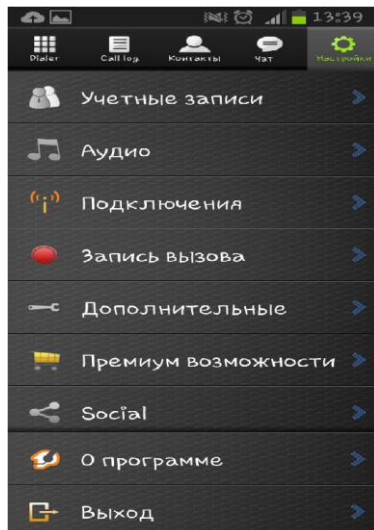 13:39
Dialer Call log Контакты Чат Настройки
Учетные записи
Аудио
Подключения
Запись вызова
Дополнительные
Премиум возможности
Social
О программе
Выход